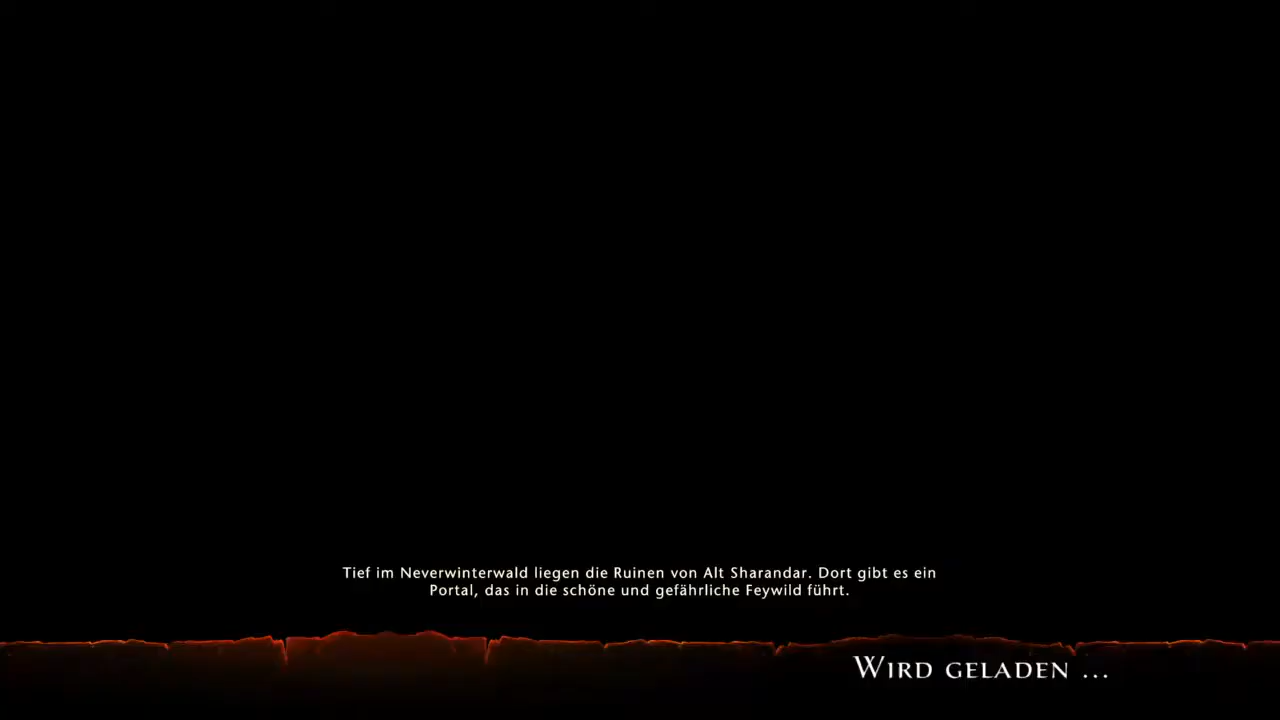 Tief im Neverwinterwald liegen die Ruinen von Alt Sharandar. Dort gibt es ein
Portal, das in die schöne und gefährliche Feywild führt.
Wird geladen ...